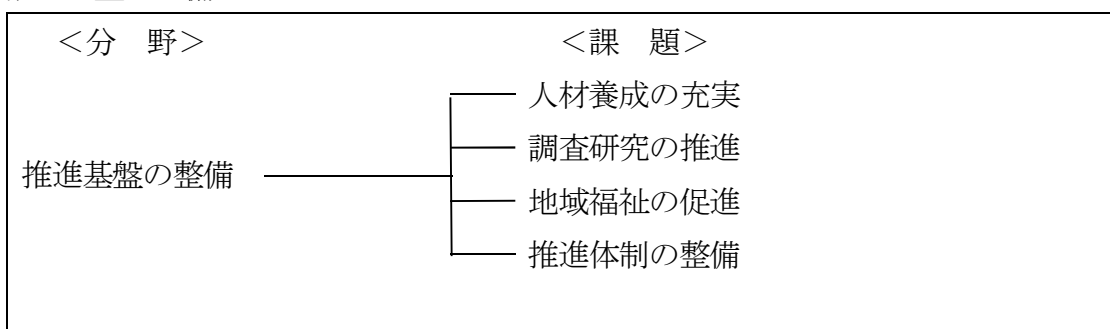 ＜分　野＞　＜課　題＞
人材養成の充実
調査研究の推進
推進基盤の整備
地域福祉の促進
推進体制の整備